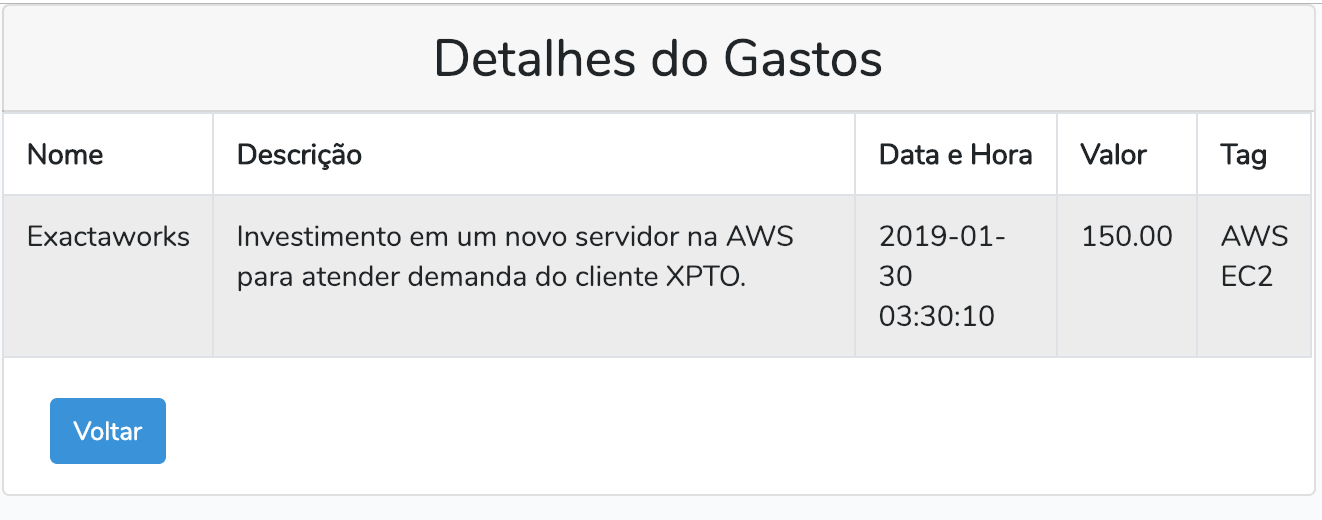 Detalhes do Gastos
Nome Descrição Data e Hora Valor Tag
Exactaworks Investimento em um novo servidor na AWS 2019-01- 150.00 AWS
para atender demanda do cliente XPTO. 30 EC2
03:30:10
Voltar